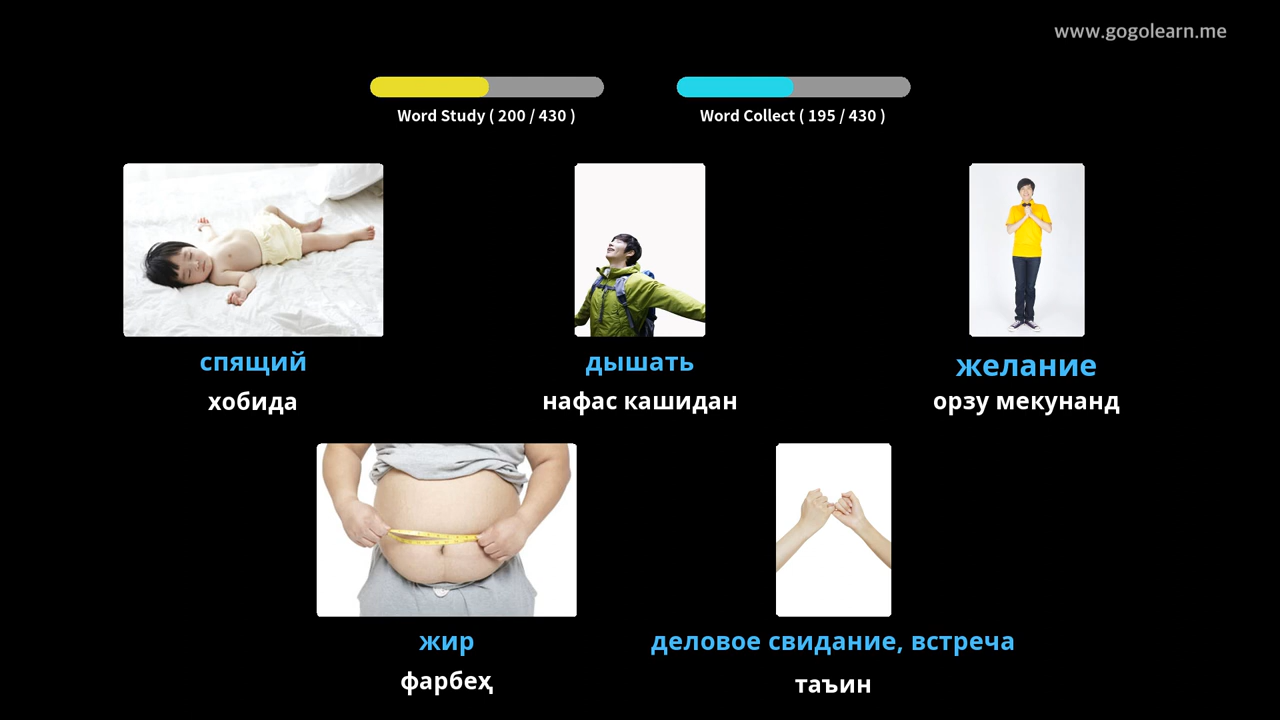 www.gogolearn.me
Word Study ( 200 / 430 )
Word Collect ( 195 / 430 )
спящий
хобида
дышать
нафас кашидан
желание
орзу мекунанд
жир
фарбеҳ
деловое свидание, встреча
таъин